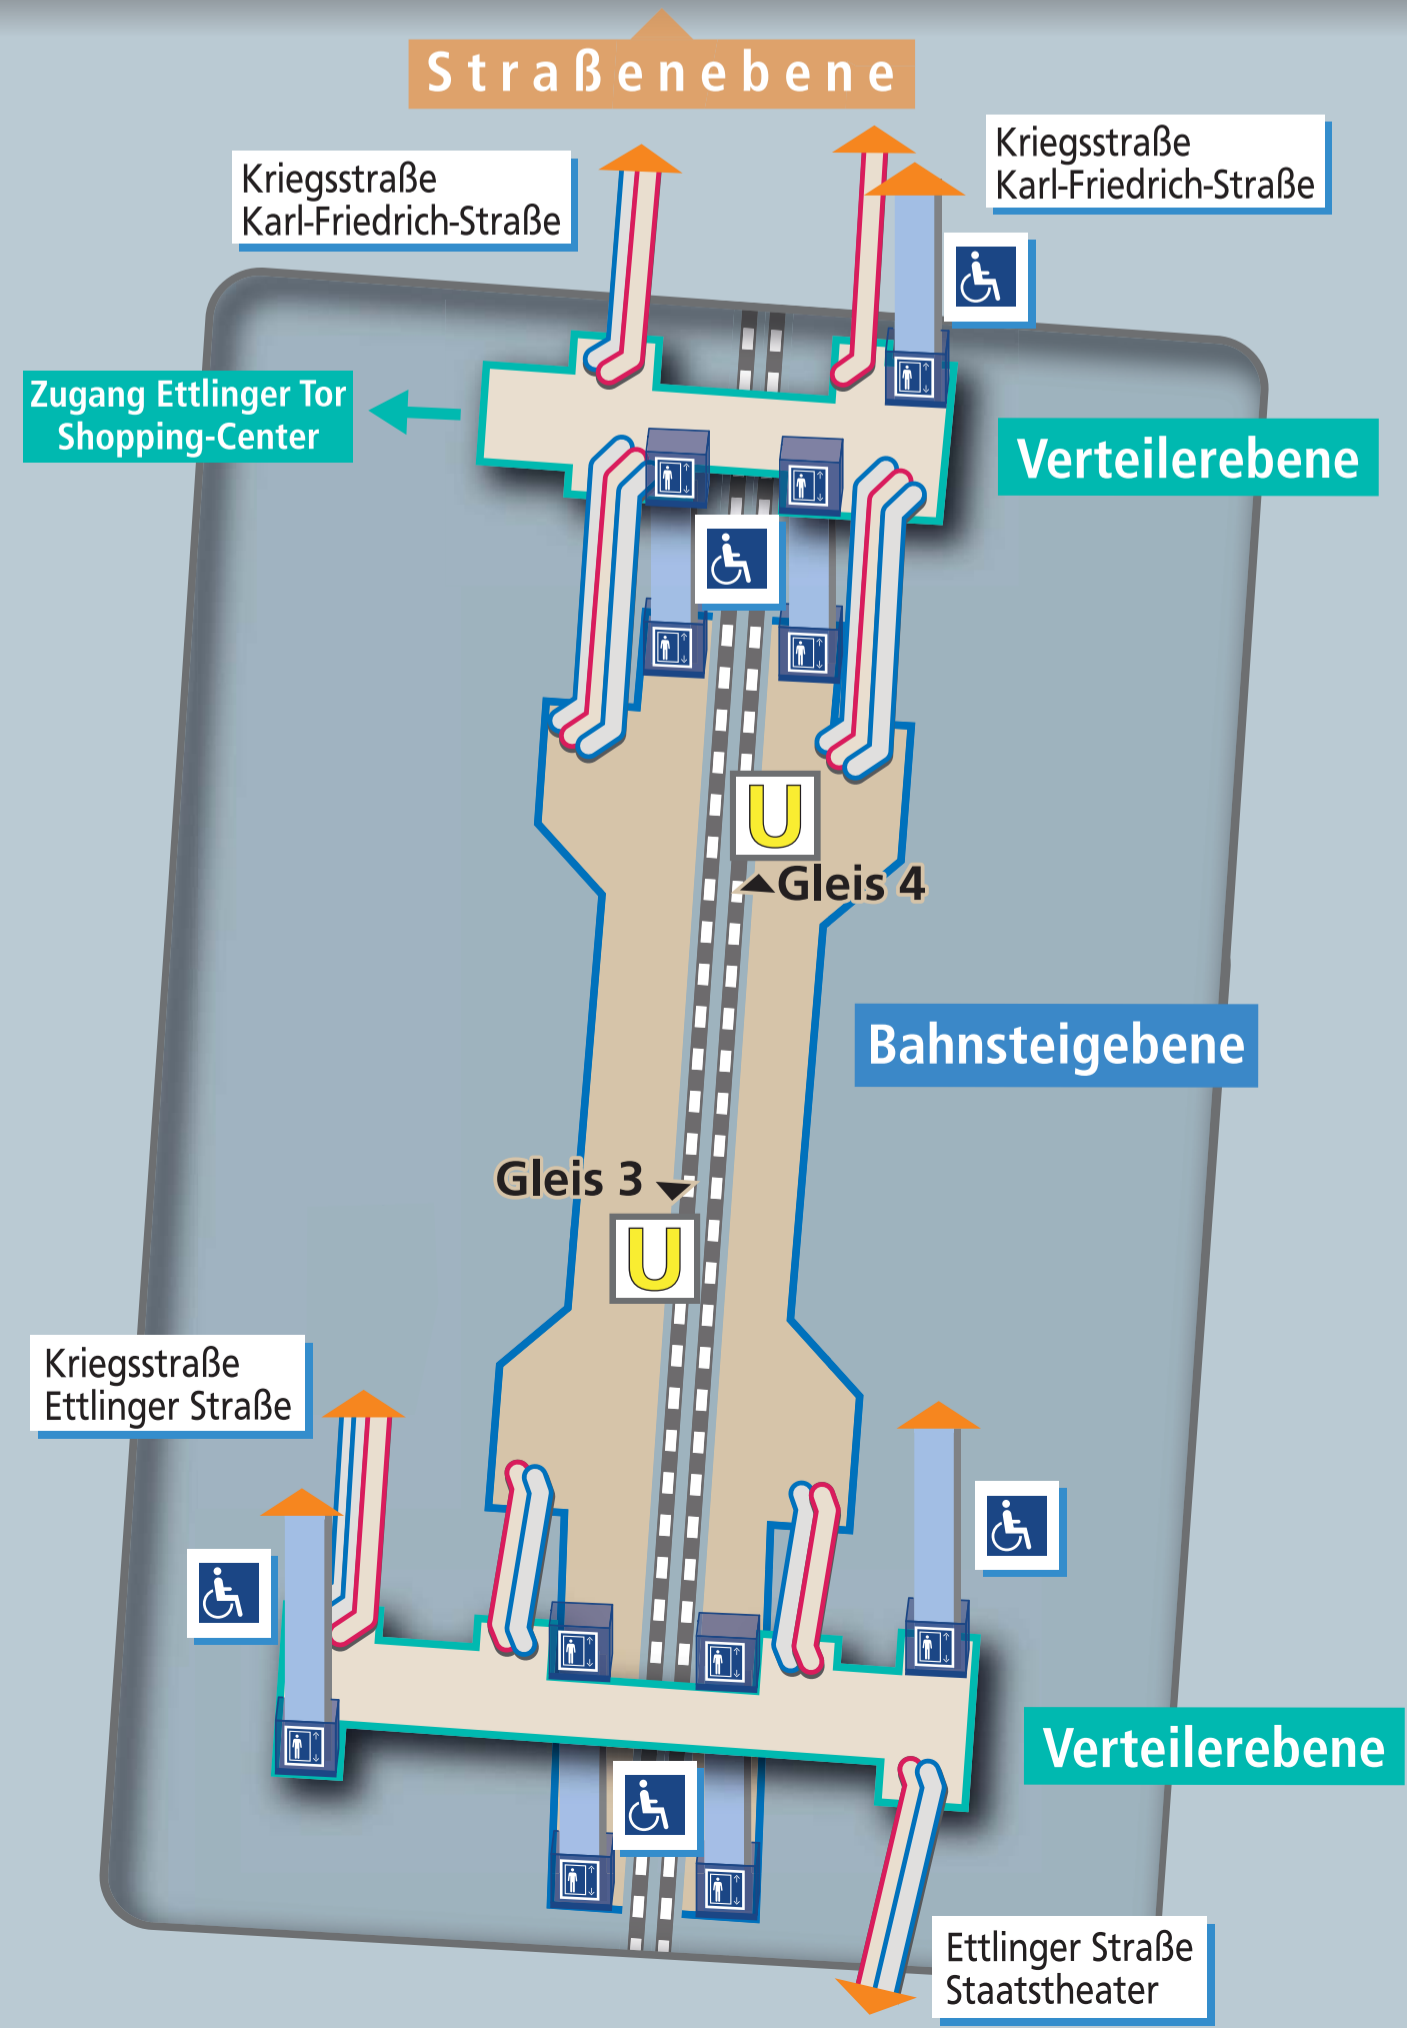 Straßenebene
Kriegsstraße
Karl-Friedrich-Straße
Kriegsstraße
Karl-Friedrich-Straße
Zugang Ettlinger Tor
Shopping-Center
Verteilerebene
U
Gleis 4
Bahnsteigebene
Gleis 3
U
Kriegsstraße
Ettlinger Straße
Verteilerebene
Ettlinger Straße
Staatstheater